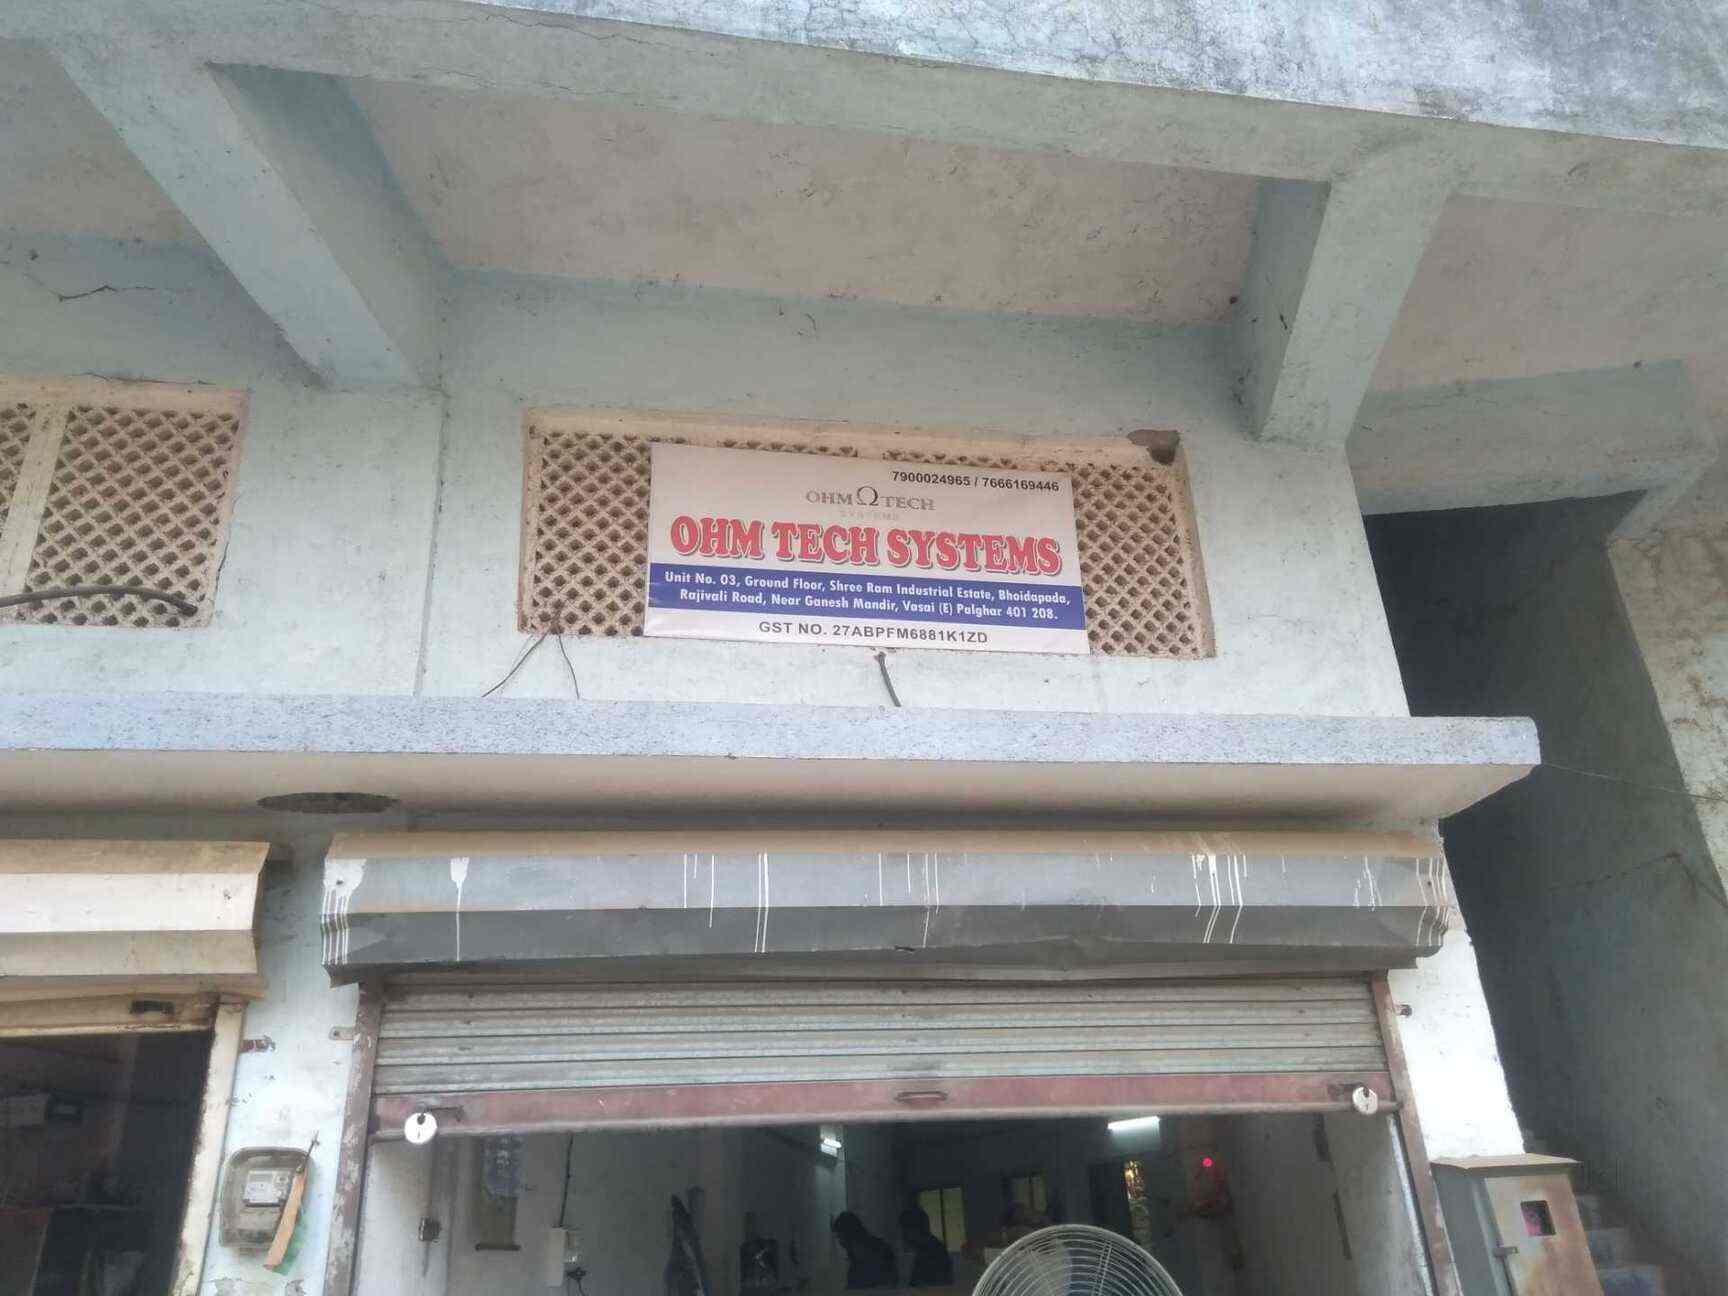 7900024965 / 7666169446
OHM Ω TECH
SYSTEMS
OHM TECH SYSTEMS
Unit No. 03, Ground Floor, Shree Ram Industrial Estate, Bhoidapada,
Rajivali Road, Near Ganesh Mandir, Vasai (E) Palghar 401 208.
GST NO. 27ABPFM6881K1ZD